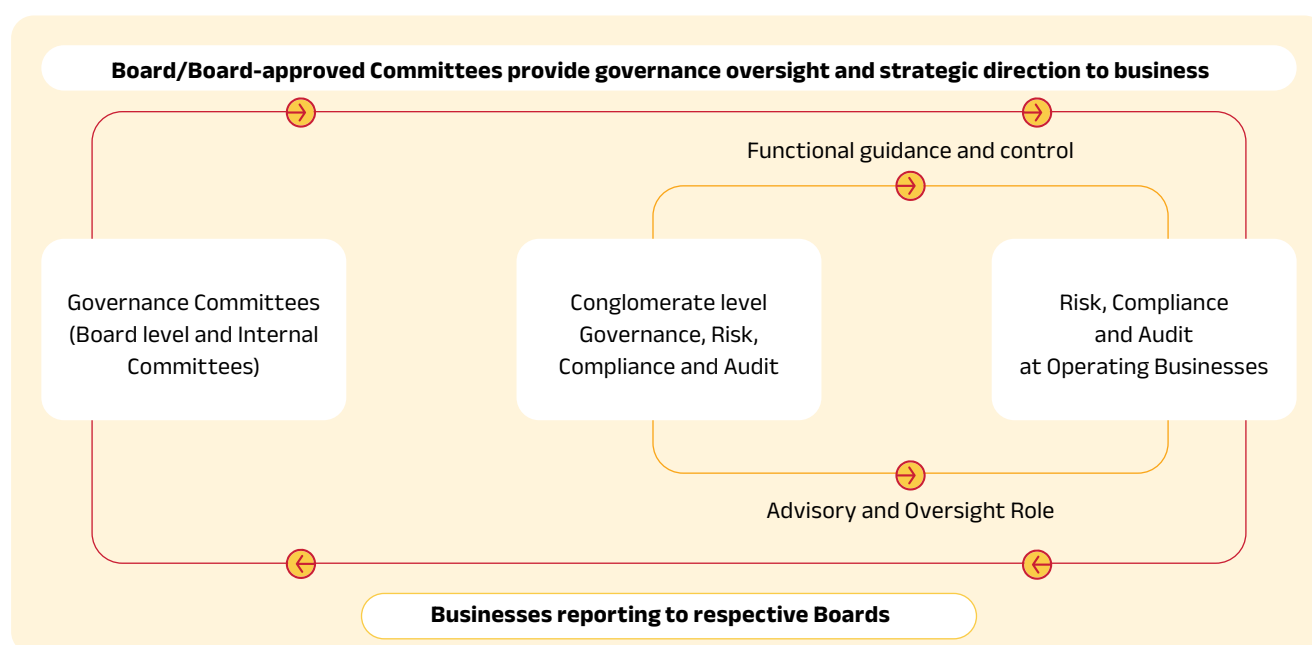 Board/Board-approved Committees provide governance oversight and strategic direction to business
Functional guidance and control
Governance Committees
(Board level and Internal
Committees)
Conglomerate level
Governance, Risk,
Compliance and Audit
Risk, Compliance
and Audit
at Operating Businesses
Advisory and Oversight Role
Businesses reporting to respective Boards